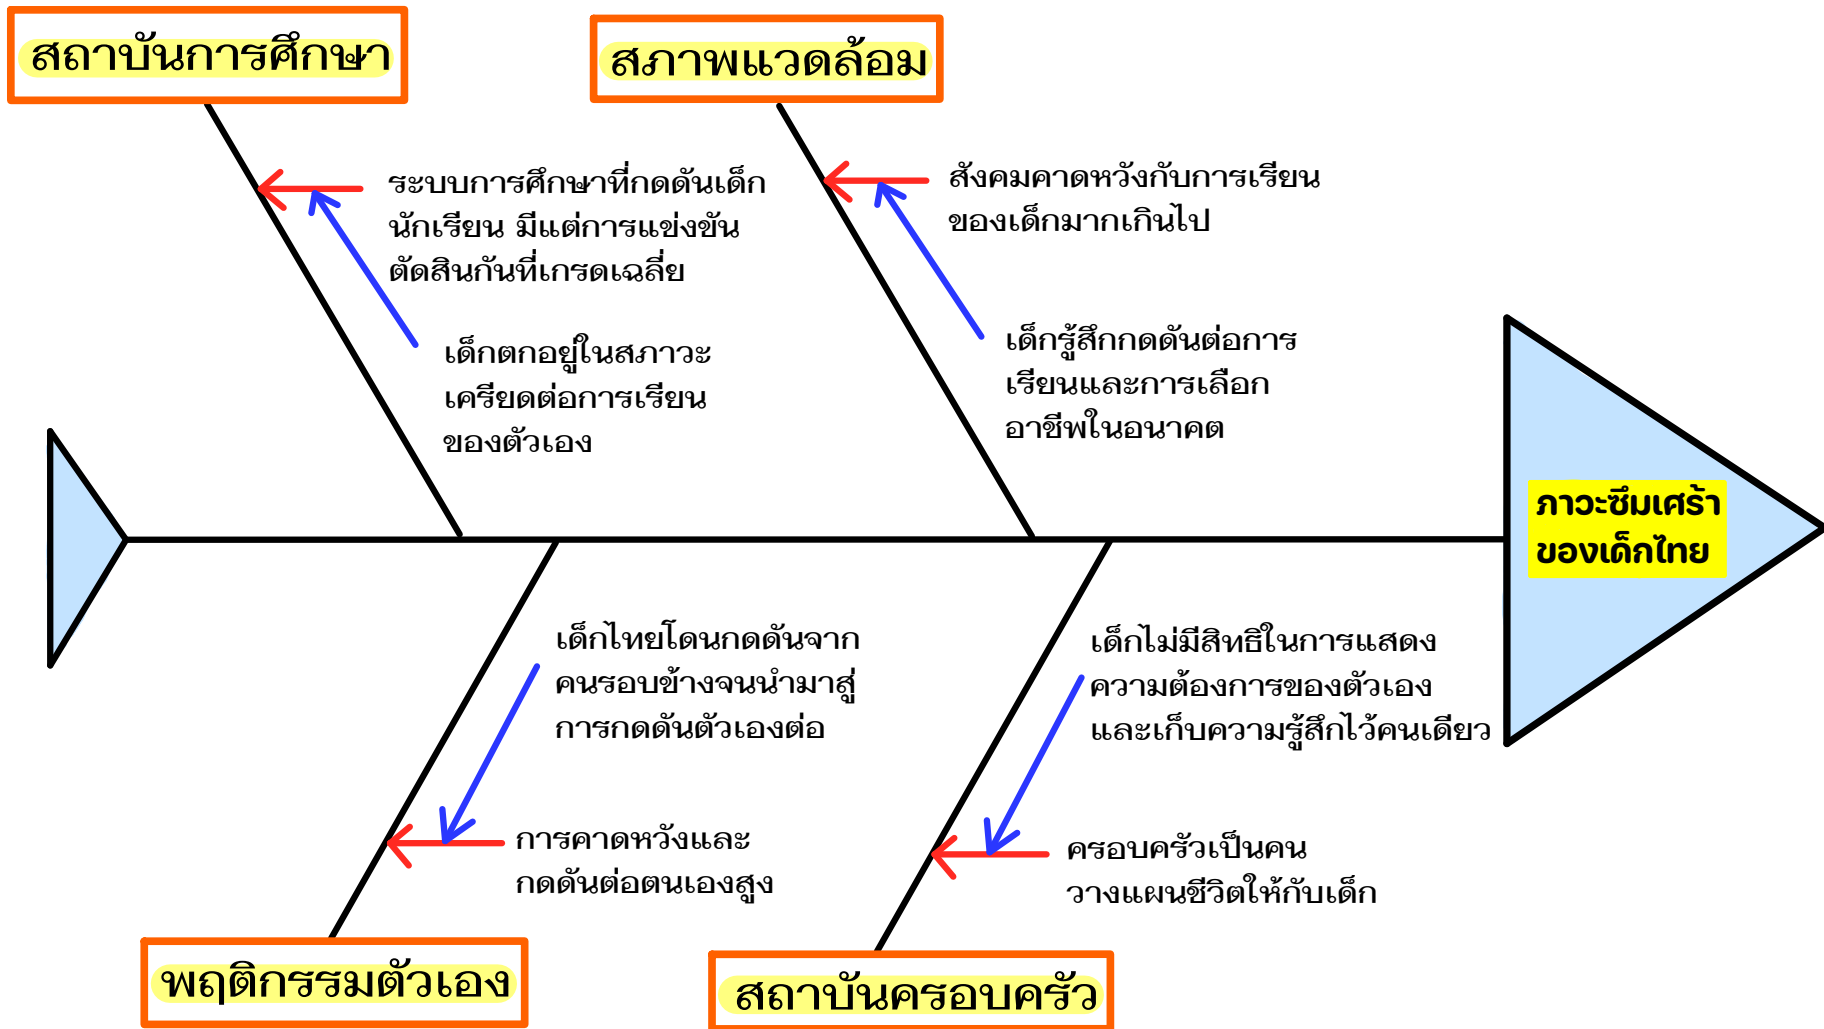 สถาบันการศึกษา
สภาพแวดล้อม
ระบบการศึกษาที่กดดันเด็ก
นักเรียน มีแต่การแข่งขัน
ตัดสินกันที่เกรดเฉลี่ย
สังคมคาดหวังกับการเรียน
ของเด็กมากเกินไป
เด็กตกอยู่ในสภาวะ
เครียดต่อการเรียน
ของตัวเอง
เด็กรู้สึกกดดันต่อการ
เรียนและการเลือก
อาชีพในอนาคต
ภาวะซึมเศร้า
ของเด็กไทย
เด็กไทยโดนกดดันจาก
คนรอบข้างจนนำมาสู่
การกดดันตัวเองต่อ
เด็กไม่มีสิทธิในการแสดง
ความต้องการของตัวเอง
และเก็บความรู้สึกไว้คนเดียว
การคาดหวังและ
กดดันต่อตนเองสูง
ครอบครัวเป็นคน
วางแผนชีวิตให้กับเด็ก
พฤติกรรมตัวเอง
สถาบันครอบครัว